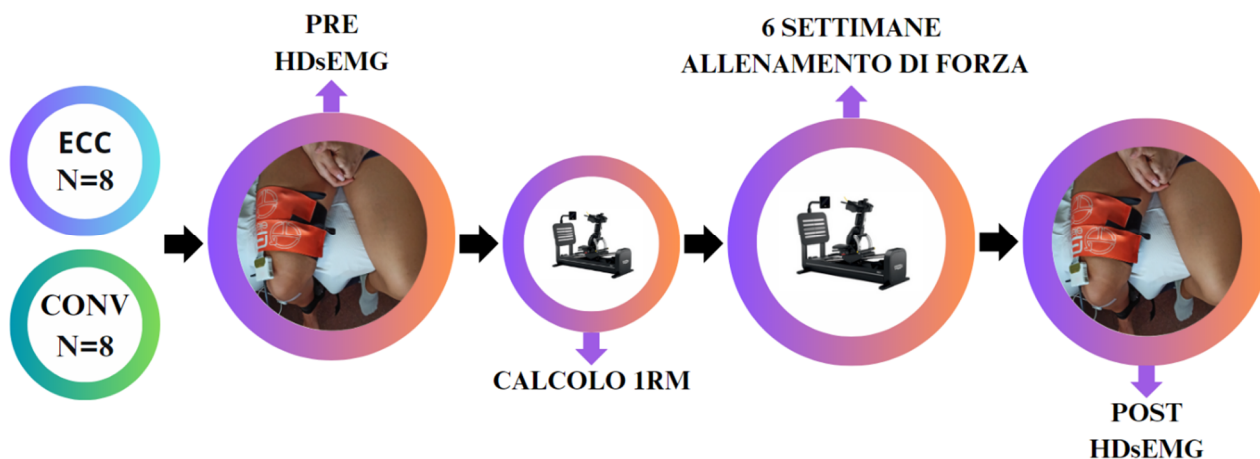 PRE
HDsEMG
6 SETTIMANE
ALLENAMENTO DI FORZA
ECC
N=8
CONV
N=8
CALCOLO 1RM
POST
HDsEMG